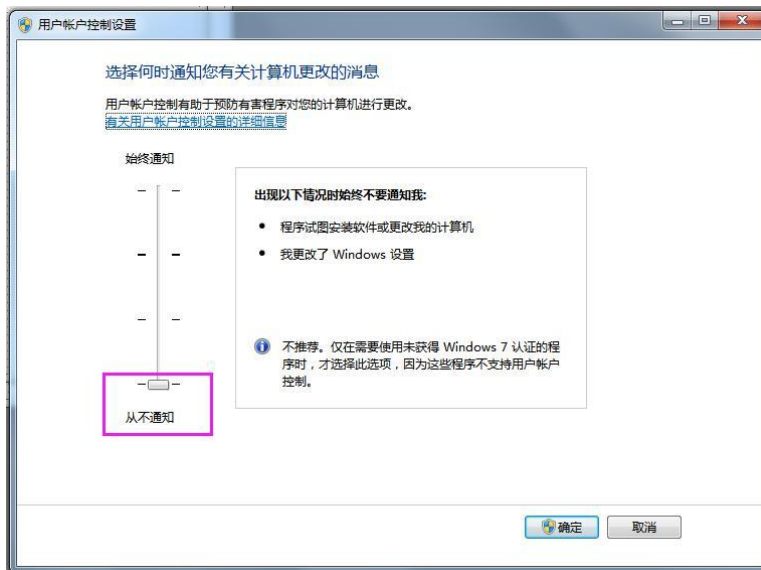 用户帐户控制设置
选择何时通知您有关计算机更改的消息
用户帐户控制有助于预防有害程序对您的计算机进行更改。
有关用户帐户控制设置的详细信息
始终通知
出现以下情况时始终不要通知我:
程序试图安装软件或更改我的计算机
我更改了 Windows 设置
不推荐。仅在需要使用未获得 Windows 7 认证的程
序时，才选择此选项，因为这些程序不支持用户帐户
控制。
从不通知
确定
取消